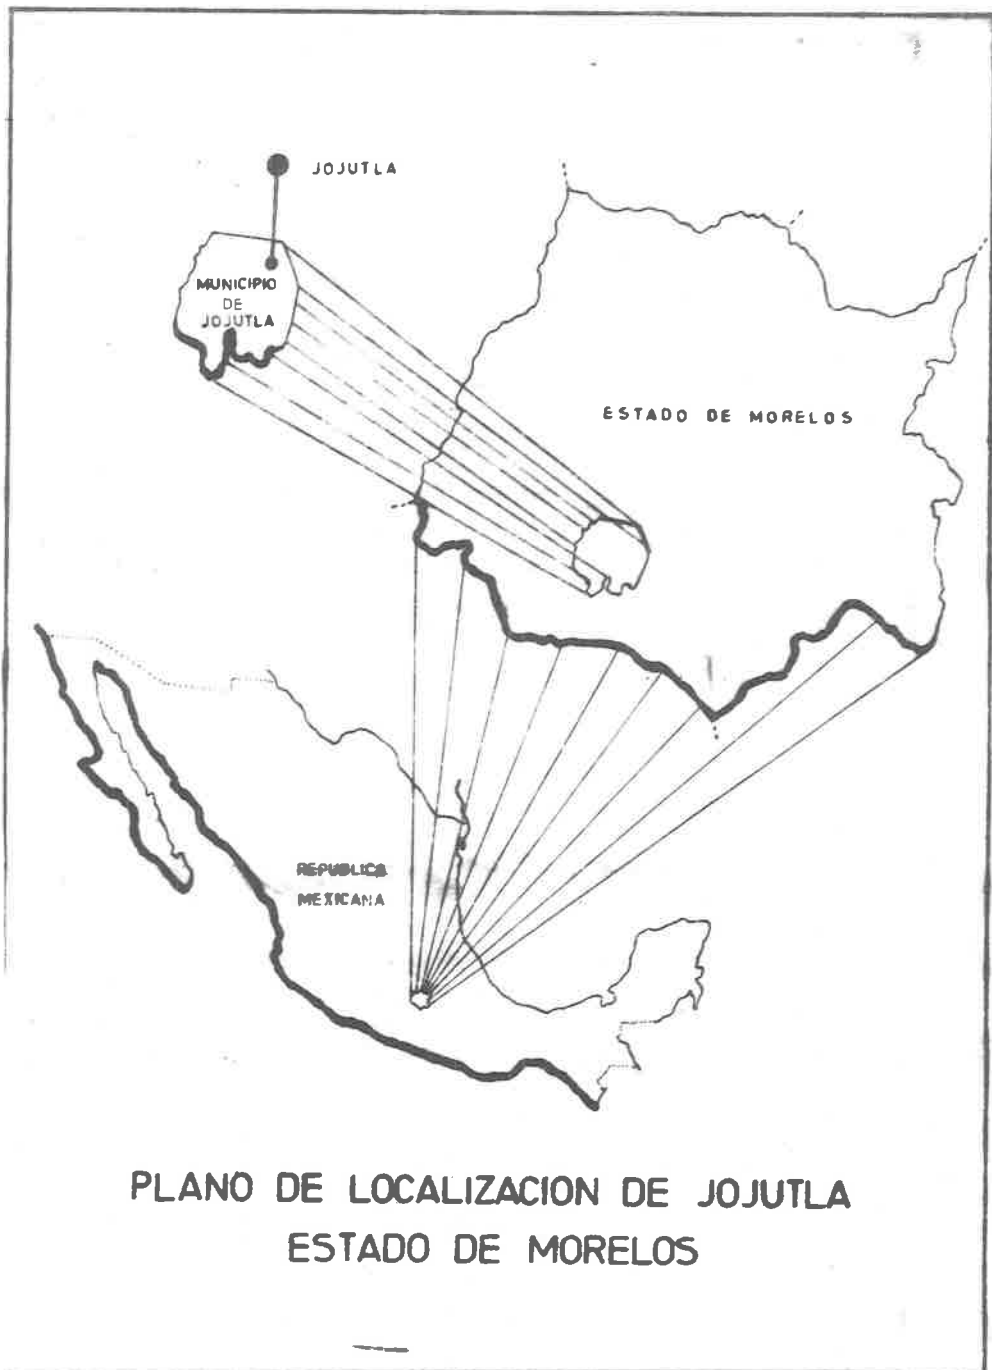 JOJUTLA
MUNICIPIO
DE
JOJUTLA
ESTADO DE MORELOS
REPUBLICA
MEXICANA
PLANO DE LOCALIZACION DE JOJUTLA
ESTADO DE MORELOS